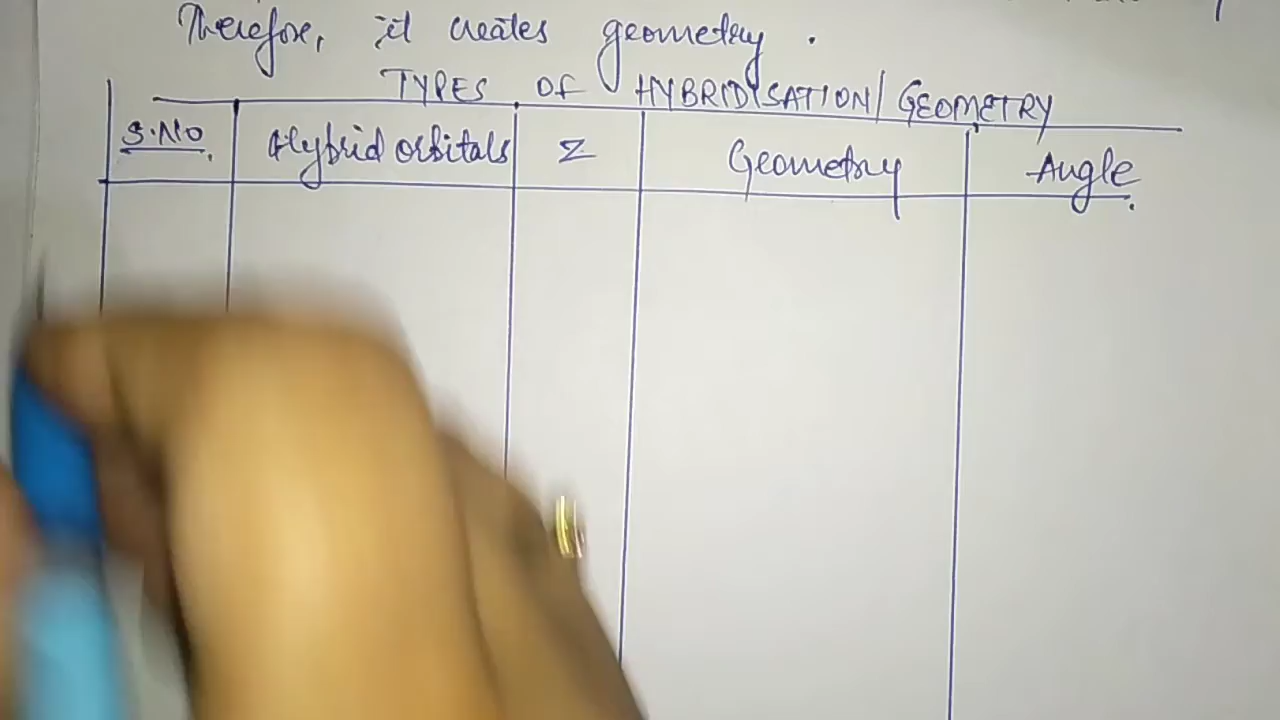 Therefore, it creates geometry.
TYPES OF HYBRIDISATION/GEOMETRY
S.NO. Hybrid orbitals Z Geometry Angle.